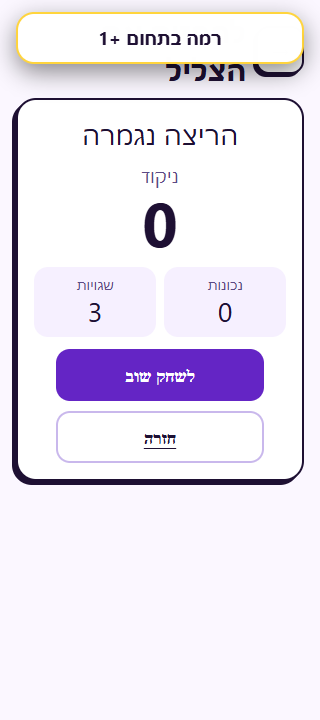 רמה בתחום +1
הצליל
הריצה נגמרה
ניקוד
0
נכונות
שגויות
0
3
לשחק שוב
חזרה